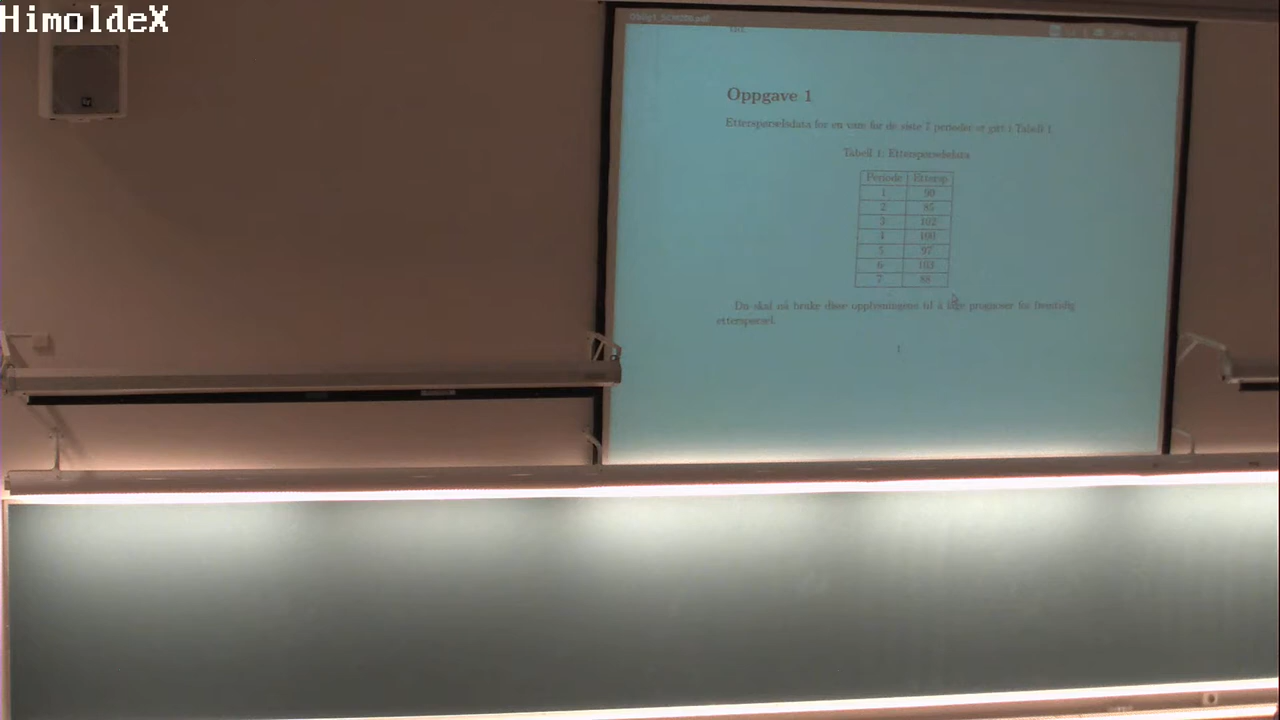 HimoldeX
Oblig1_SCM200.pdf
Oppgave 1
Etterspørselsdata for en vare for de siste 7 perioder er gitt i Tabell 1.
Tabell 1: Etterspørselsdata
Periode Ettersp
1 90
2 85
3 102
4 100
5 97
6 103
7 88
Du skal nå bruke disse opplysningene til å lage prognoser for fremtidig
etterspørsel.
1